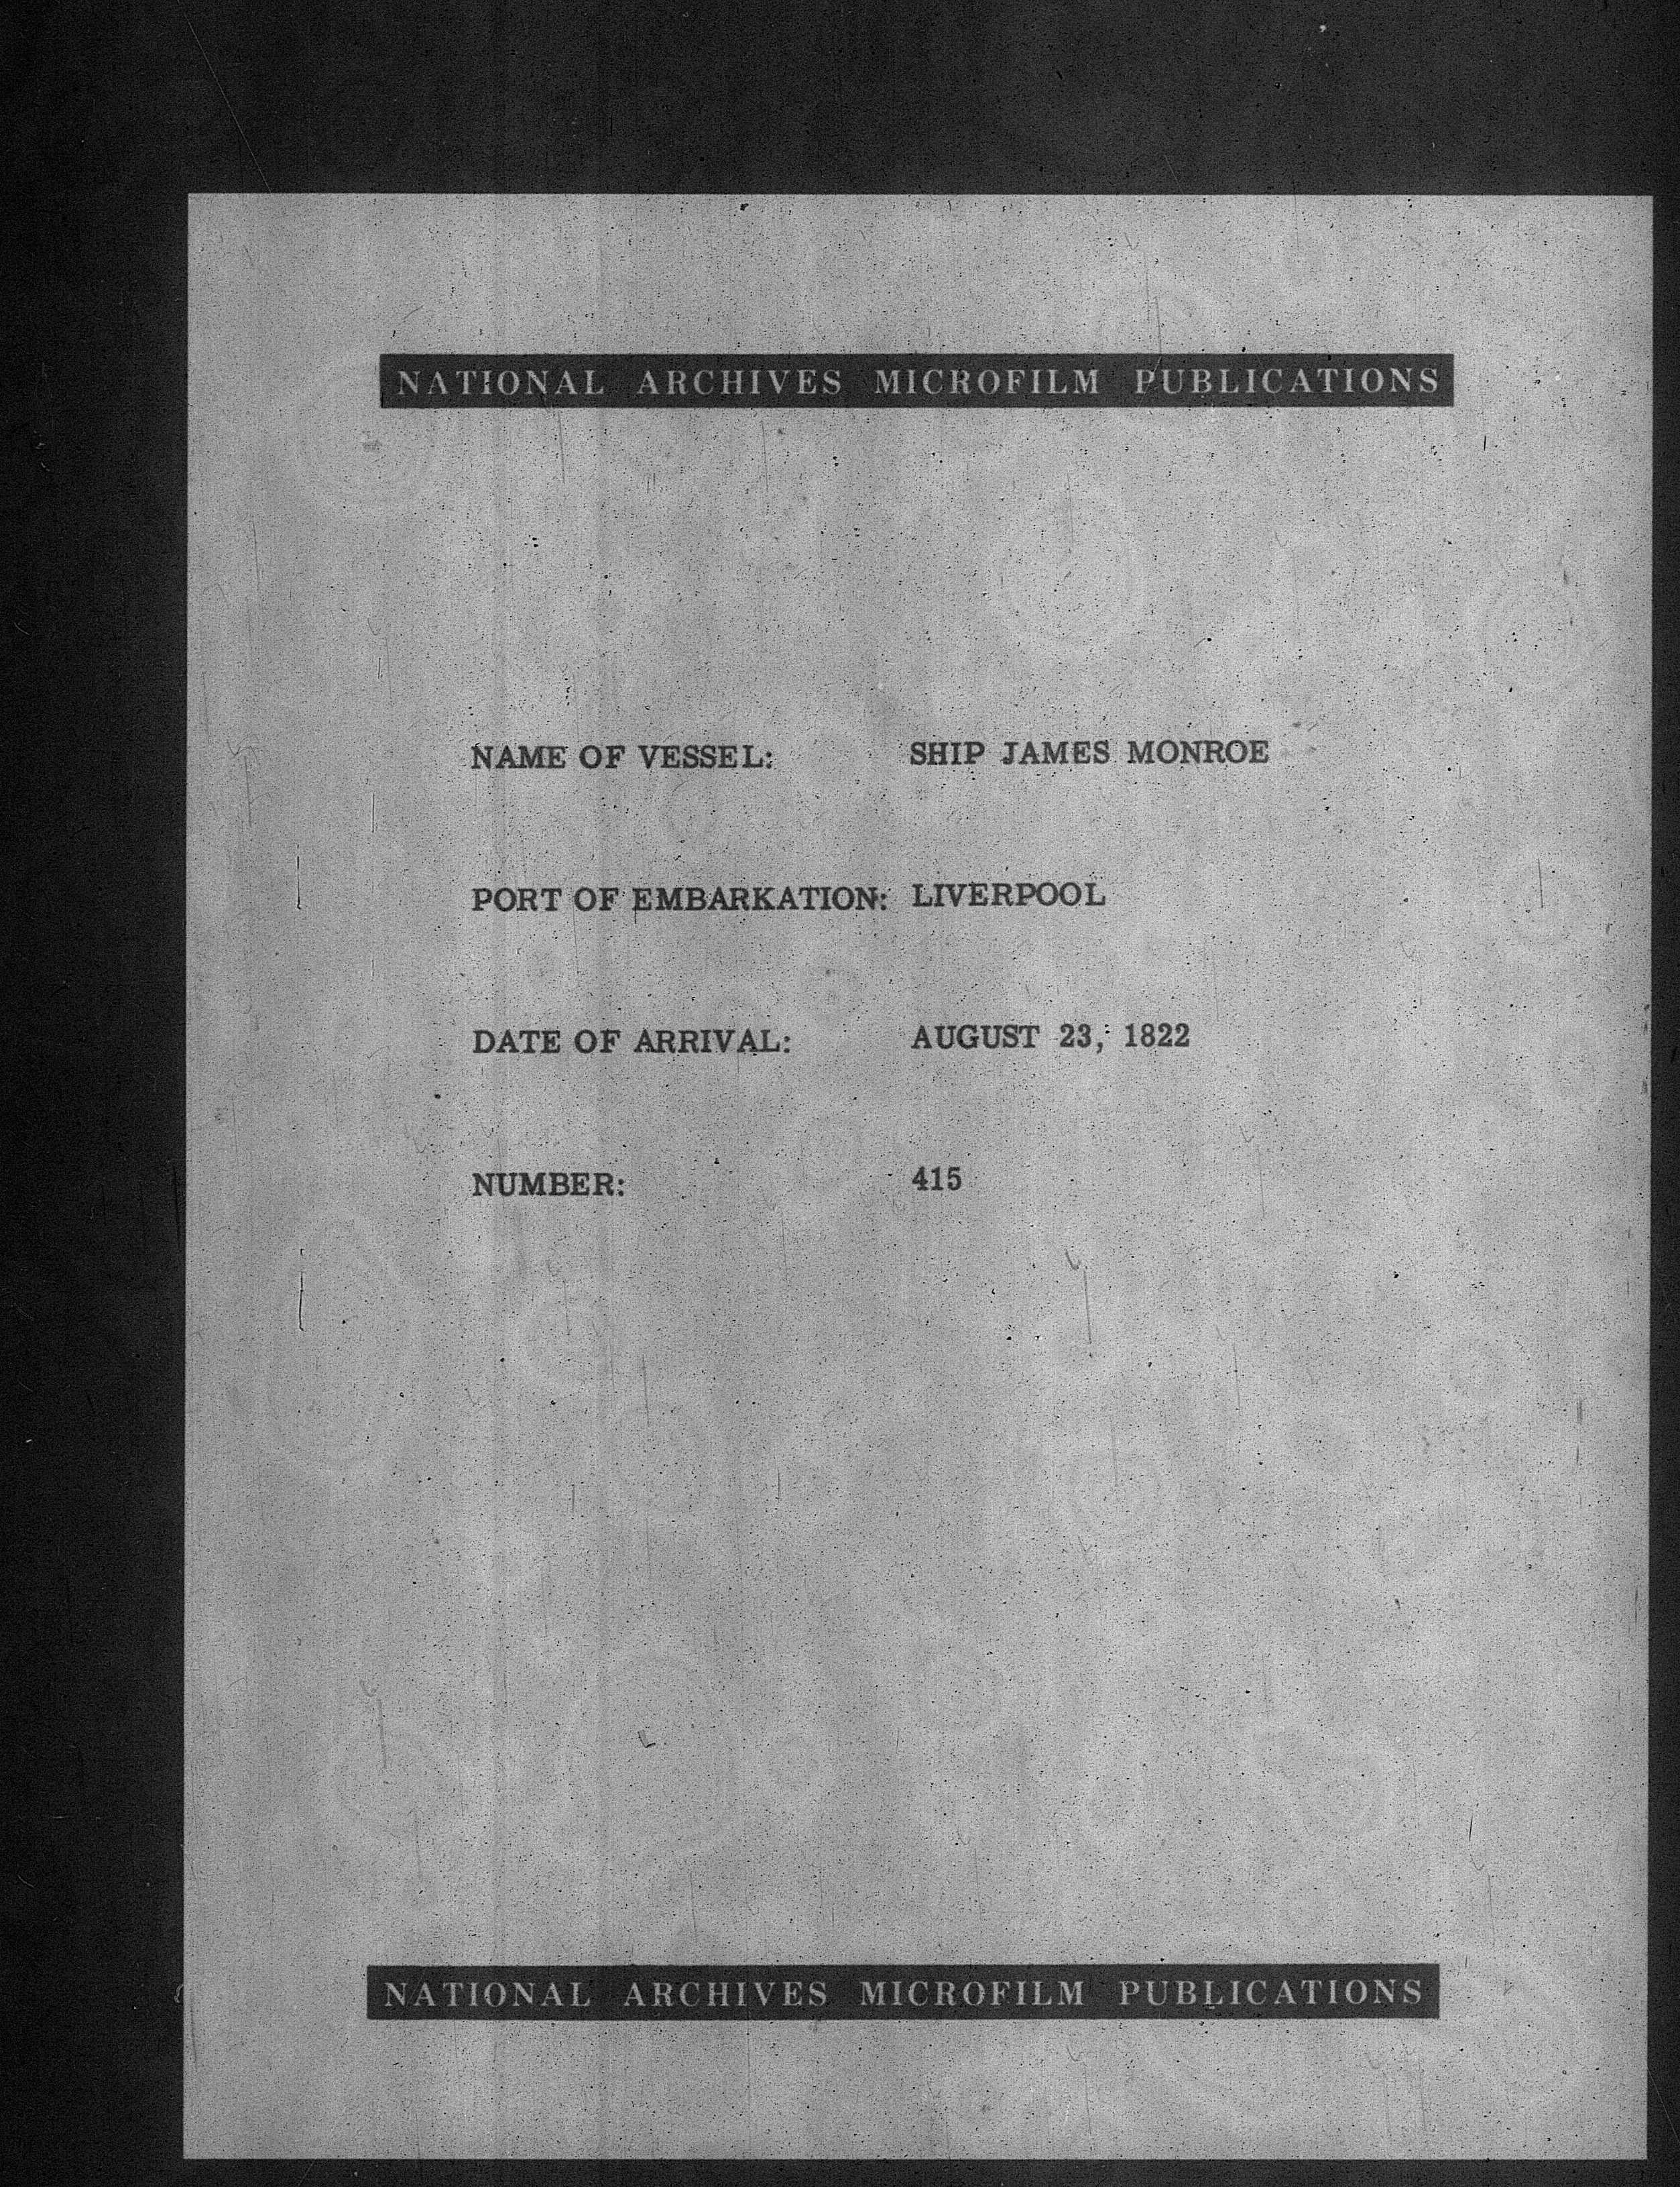 NATIONAL ARCHIVES MICROFILM PUBLICATIONS
NAME OF VESSEL: SHIP JAMES MONROE
PORT OF EMBARKATION: LIVERPOOL
DATE OF ARRIVAL: AUGUST 23, 1822
NUMBER: 415
NATIONAL ARCHIVES MICROFILM PUBLICATIONS